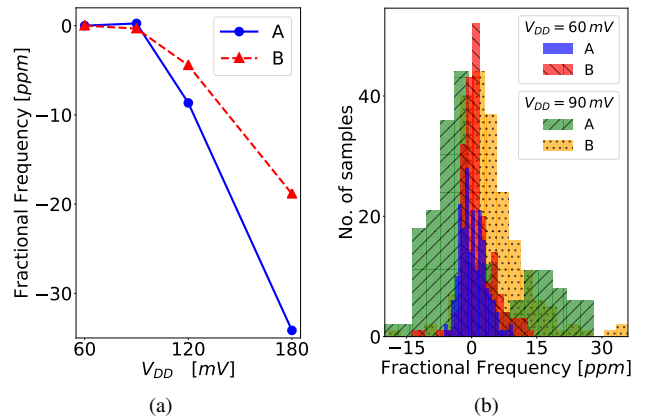 0
−10
−20
−30
Fractional Frequency [ppm]
A
B
60
120
180
V_DD [mV]
(a)
40
20
0
No. of samples
V_DD = 60 mV
A
B
V_DD = 90 mV
A
B
−15
0
15
30
Fractional Frequency [ppm]
(b)